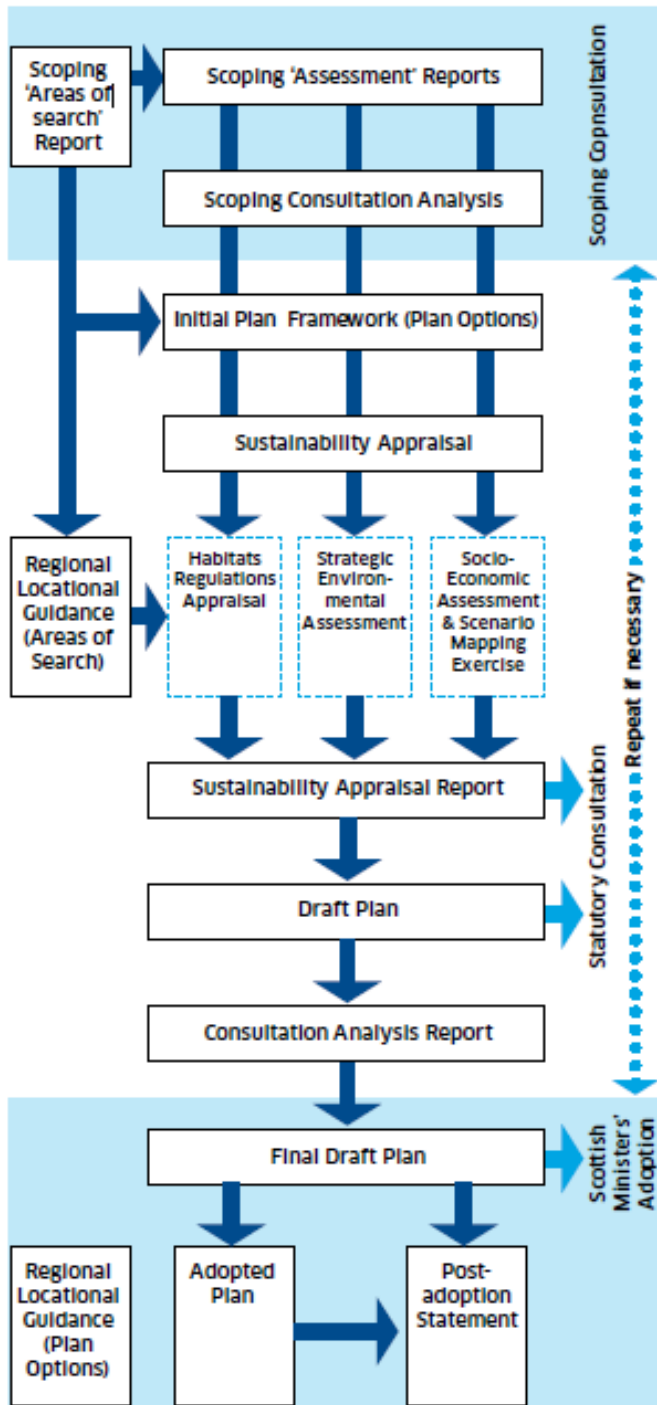 Scoping
‘Areas of
search’
Report
Scoping ‘Assessment’ Reports
Scoping Consultation Analysis
Scoping Copnsultation
Initial Plan Framework (Plan Options)
Sustainability Appraisal
Regional
Locational
Guidance
(Areas of
Search)
Habitats
Regulations
Appraisal
Strategic
Environ-
mental
Assessment
Socio-
Economic
Assessment
& Scenario
Mapping
Exercise
Repeat if necessary
Sustainability Appraisal Report
Statutory Consultation
Draft Plan
Consultation Analysis Report
Final Draft Plan
Scottish
Ministers’
Adoption
Regional
Locational
Guidance
(Plan
Options)
Adopted
Plan
Post-
adoption
Statement